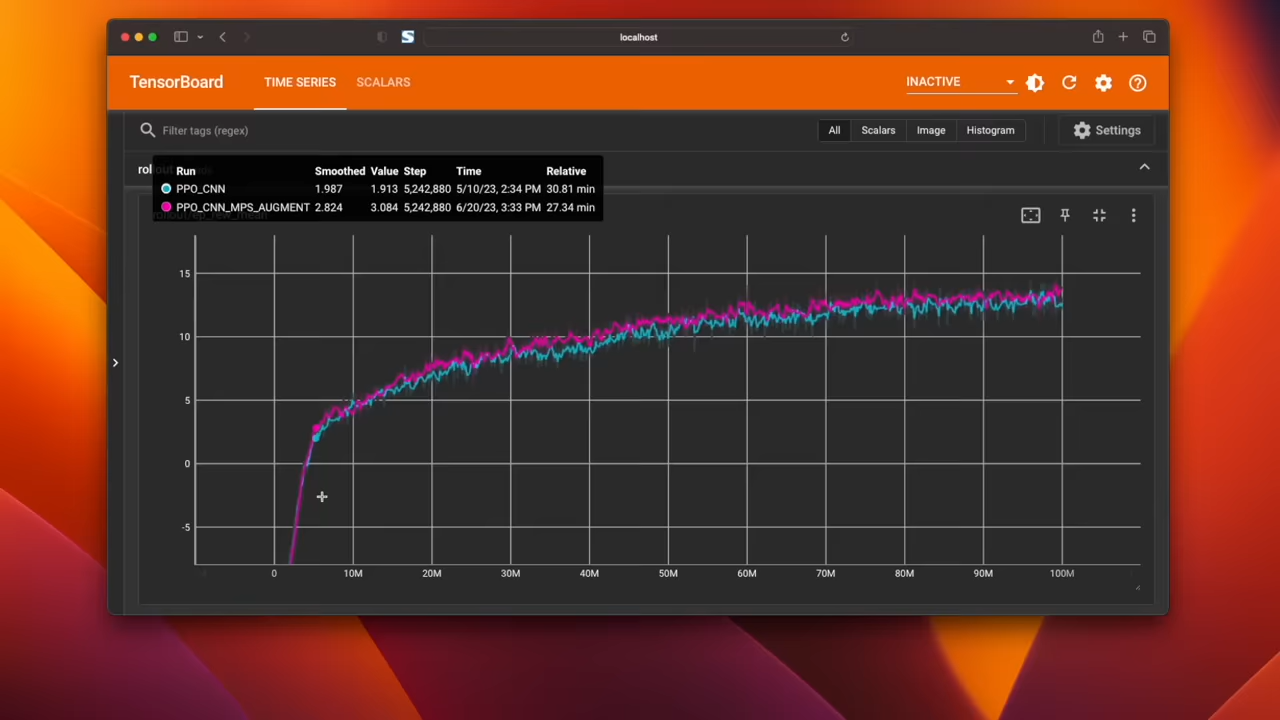 localhost
TensorBoard TIME SERIES SCALARS INACTIVE
Filter tags (regex) All Scalars Image Histogram Settings
Run Smoothed Value Step Time Relative
PPO_CNN 1.987 1.913 5,242,880 5/10/23, 2:34 PM 30.81 min
PPO_CNN_MPS_AUGMENT 2.824 3.084 5,242,880 6/20/23, 3:33 PM 27.34 min
rollout/ep_rew_mean
15
10
5
0
-5
0 10M 20M 30M 40M 50M 60M 70M 80M 90M 100M